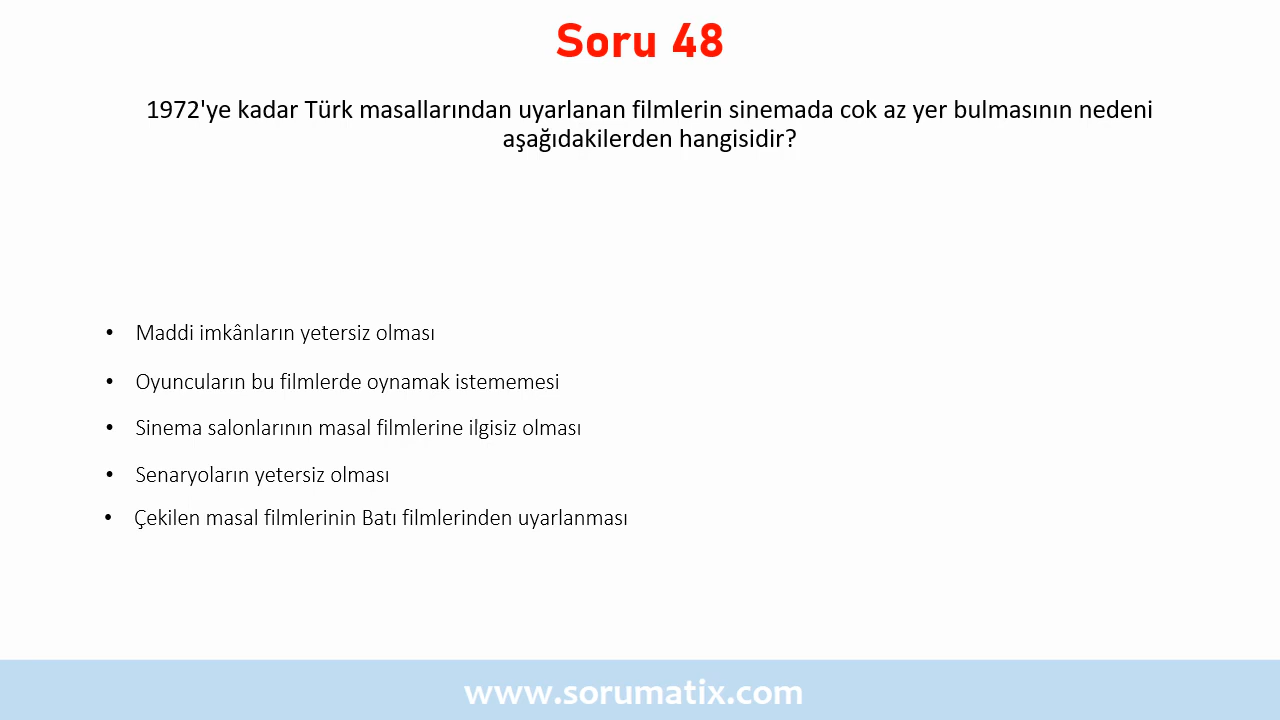 Soru 48
1972'ye kadar Türk masallarından uyarlanan filmlerin sinemada cok az yer bulmasının nedeni
aşağıdakilerden hangisidir?
• Maddi imkânların yetersiz olması
• Oyuncuların bu filmlerde oynamak istememesi
• Sinema salonlarının masal filmlerine ilgisiz olması
• Senaryoların yetersiz olması
• Çekilen masal filmlerinin Batı filmlerinden uyarlanması
www.sorumatix.com